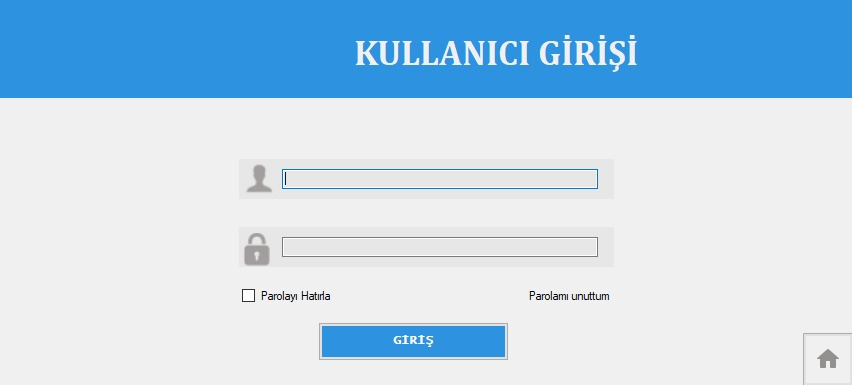 KULLANICI GİRİŞİ
Parolayı Hatırla
Parolamı unuttum
GİRİŞ